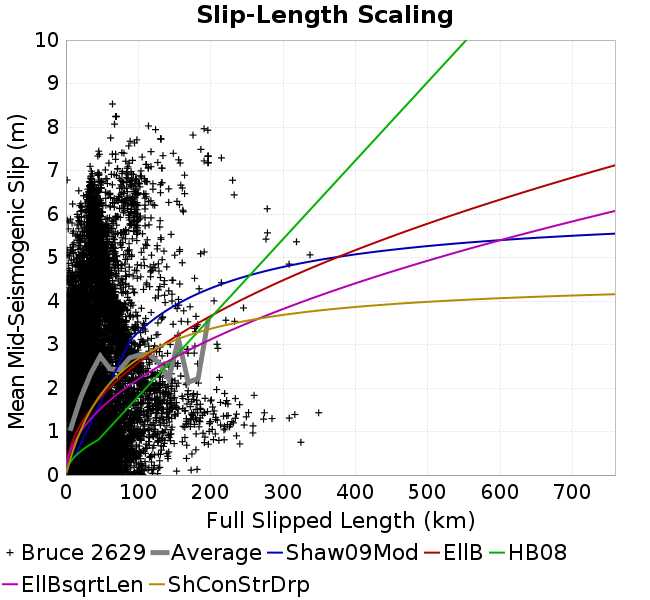 Slip-Length Scaling
Mean Mid-Seismogenic Slip (m)
10
9
8
7
6
5
4
3
2
1
0
0 100 200 300 400 500 600 700
Full Slipped Length (km)
Bruce 2629 Average Shaw09Mod EllB HB08
EllBsqrtLen ShConStrDrp